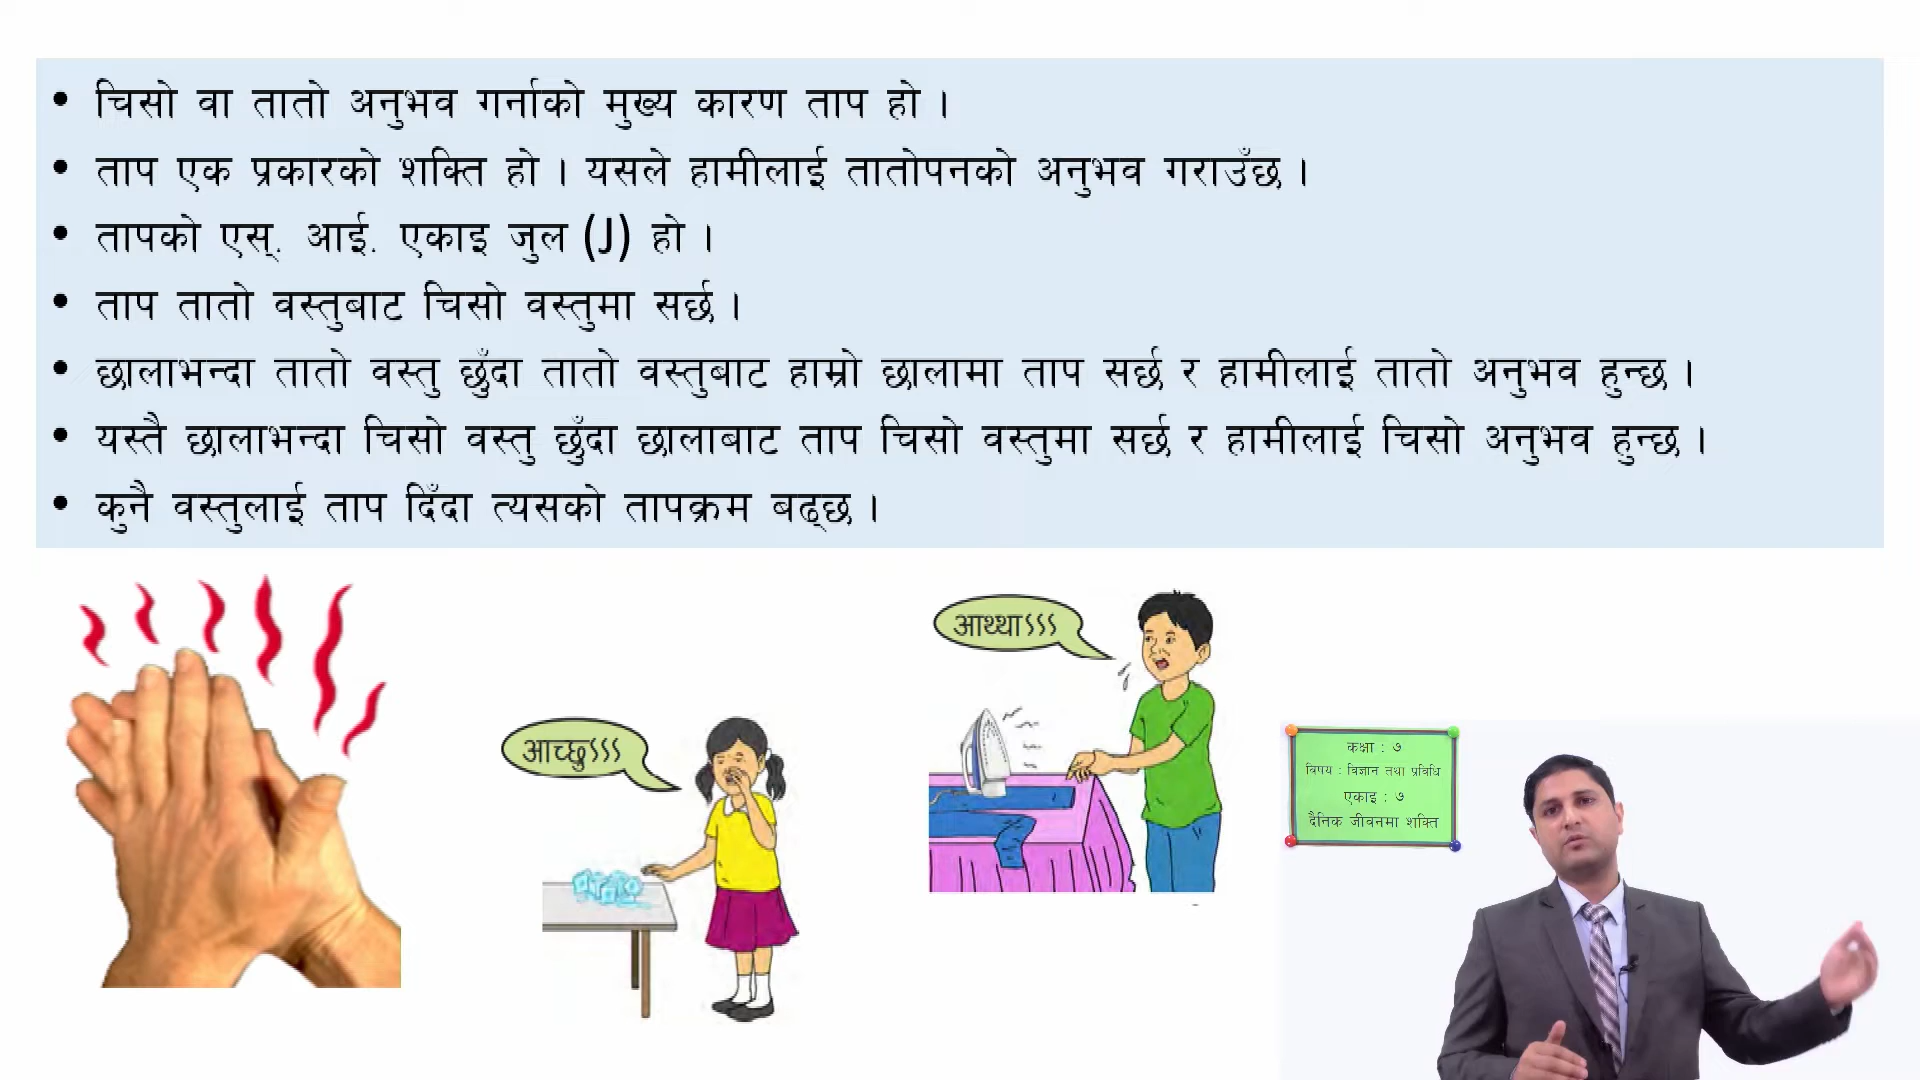 • चिसो वा तातो अनुभव गर्नाको मुख्य कारण ताप हो ।
• ताप एक प्रकारको शक्ति हो । यसले हामीलाई तातोपनको अनुभव गराउँछ ।
• तापको एस्. आई. एकाइ जुल (J) हो ।
• ताप तातो वस्तुबाट चिसो वस्तुमा सर्छ ।
• छालाभन्दा तातो वस्तु छुँदा तातो वस्तुबाट हाम्रो छालामा ताप सर्छ र हामीलाई तातो अनुभव हुन्छ ।
• यस्तै छालाभन्दा चिसो वस्तु छुँदा छालाबाट ताप चिसो वस्तुमा सर्छ र हामीलाई चिसो अनुभव हुन्छ ।
• कुनै वस्तुलाई ताप दिँदा त्यसको तापक्रम बढ्छ ।
आच्छुऽऽऽ
आथ्थाऽऽऽ
कक्षा : ७
विषय : विज्ञान तथा प्रविधि
एकाइ : ७
दैनिक जीवनमा शक्ति